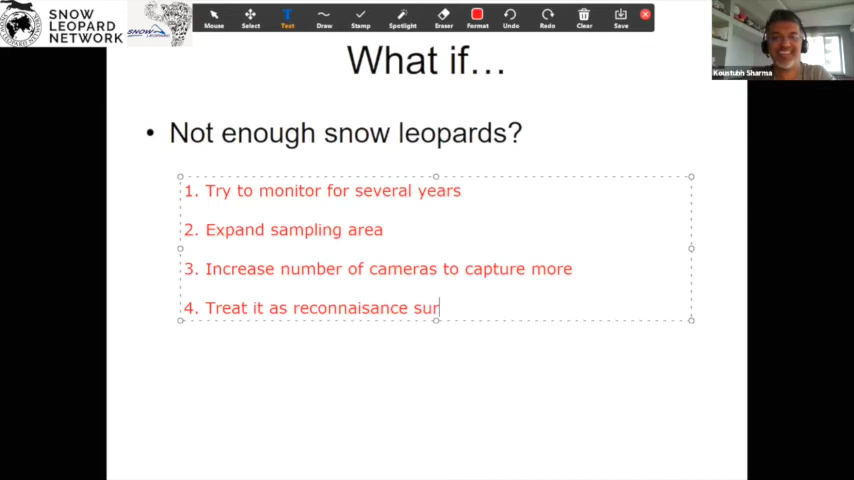 SNOW
LEOPARD
NETWORK
SNOW
LEOPARDS
Mouse
Select
Text
Draw
Stamp
Spotlight
Eraser
Format
Undo
Redo
Clear
Save
Koustubh Sharma
What if…
• Not enough snow leopards?
1. Try to monitor for several years
2. Expand sampling area
3. Increase number of cameras to capture more
4. Treat it as reconnaisance sur